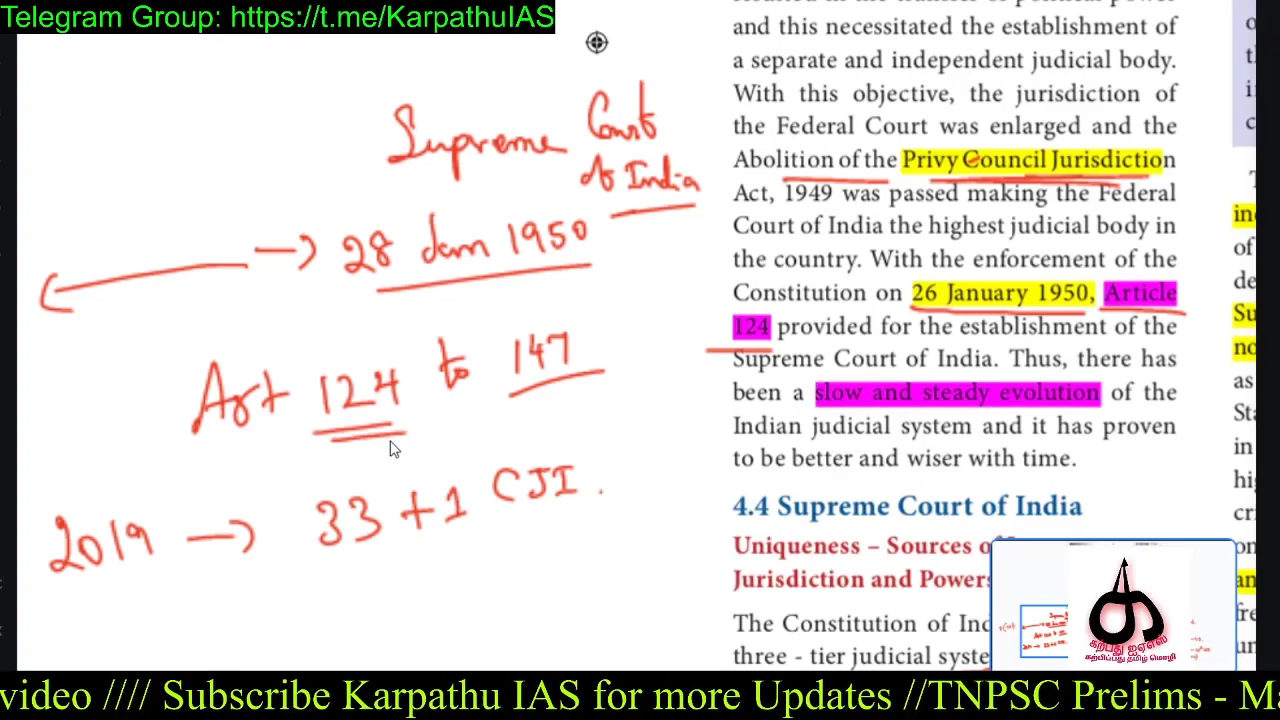 Telegram Group: https://t.me/KarpathuIAS
Supreme Court
of India
→ 28 Jan 1950
Art 124 to 147
2019 → 33 + 1 CJI.
and this necessitated the establishment of
a separate and independent judicial body.
With this objective, the jurisdiction of
the Federal Court was enlarged and the
Abolition of the Privy Council Jurisdiction
Act, 1949 was passed making the Federal
Court of India the highest judicial body in
the country. With the enforcement of the
Constitution on 26 January 1950, Article
124 provided for the establishment of the
Supreme Court of India. Thus, there has
been a slow and steady evolution of the
Indian judicial system and it has proven
to be better and wiser with time.
4.4 Supreme Court of India
Uniqueness – Sources
Jurisdiction and Powers
The Constitution of Ind
three - tier judicial syste
கற்பது ஐஏஎஸ்
கற்பிப்பது தமிழ் மொழி
video //// Subscribe Karpathu IAS for more Updates //TNPSC Prelims - Ma